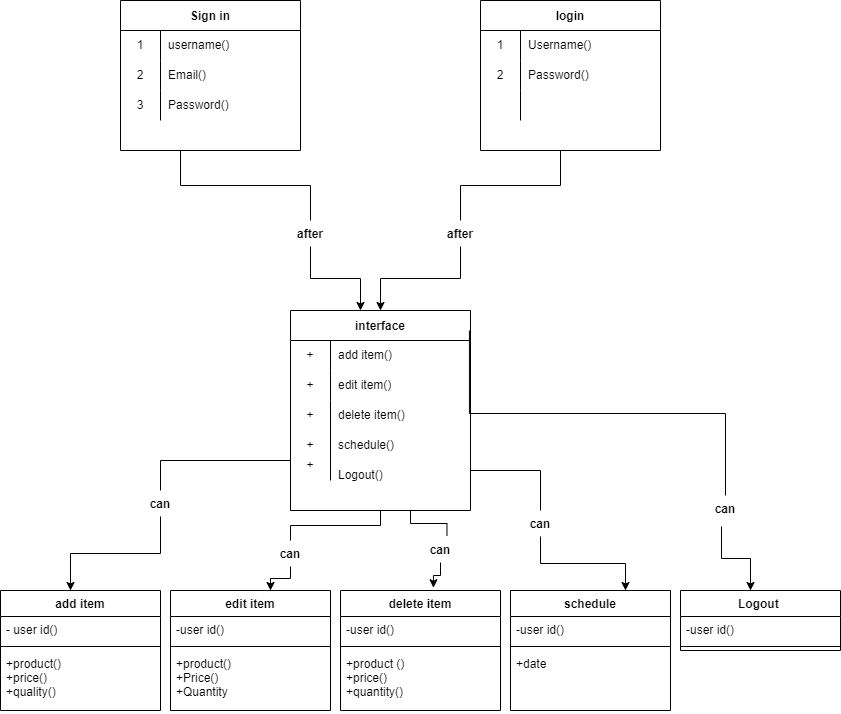 Sign in
1 username()
2 Email()
3 Password()
login
1 Username()
2 Password()
after
after
interface
+ add item()
+ edit item()
+ delete item()
+ schedule()
+ Logout()
can
can
can
can
can
add item
- user id()
+product()
+price()
+quality()
edit item
-user id()
+product()
+Price()
+Quantity
delete item
-user id()
+product ()
+price()
+quantity()
schedule
-user id()
+date
Logout
-user id()